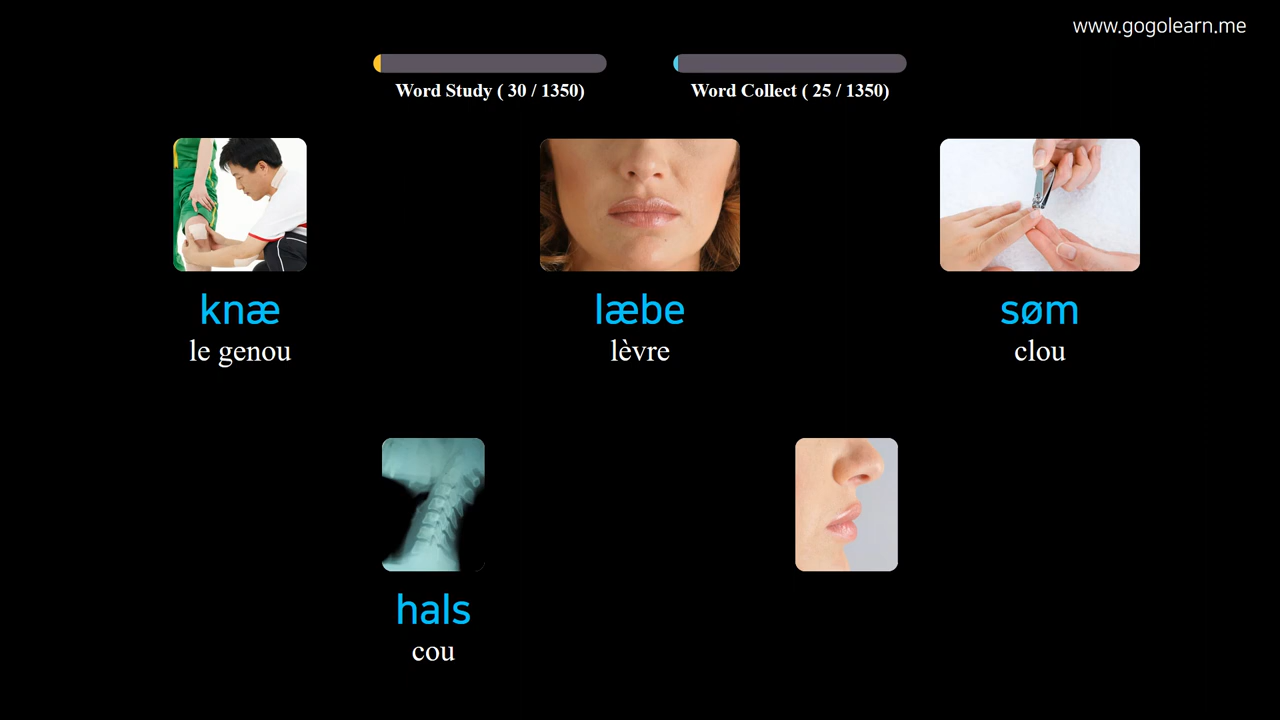 www.gogolearn.me
Word Study ( 30 / 1350)
Word Collect ( 25 / 1350)
knæ
le genou
læbe
lèvre
søm
clou
hals
cou